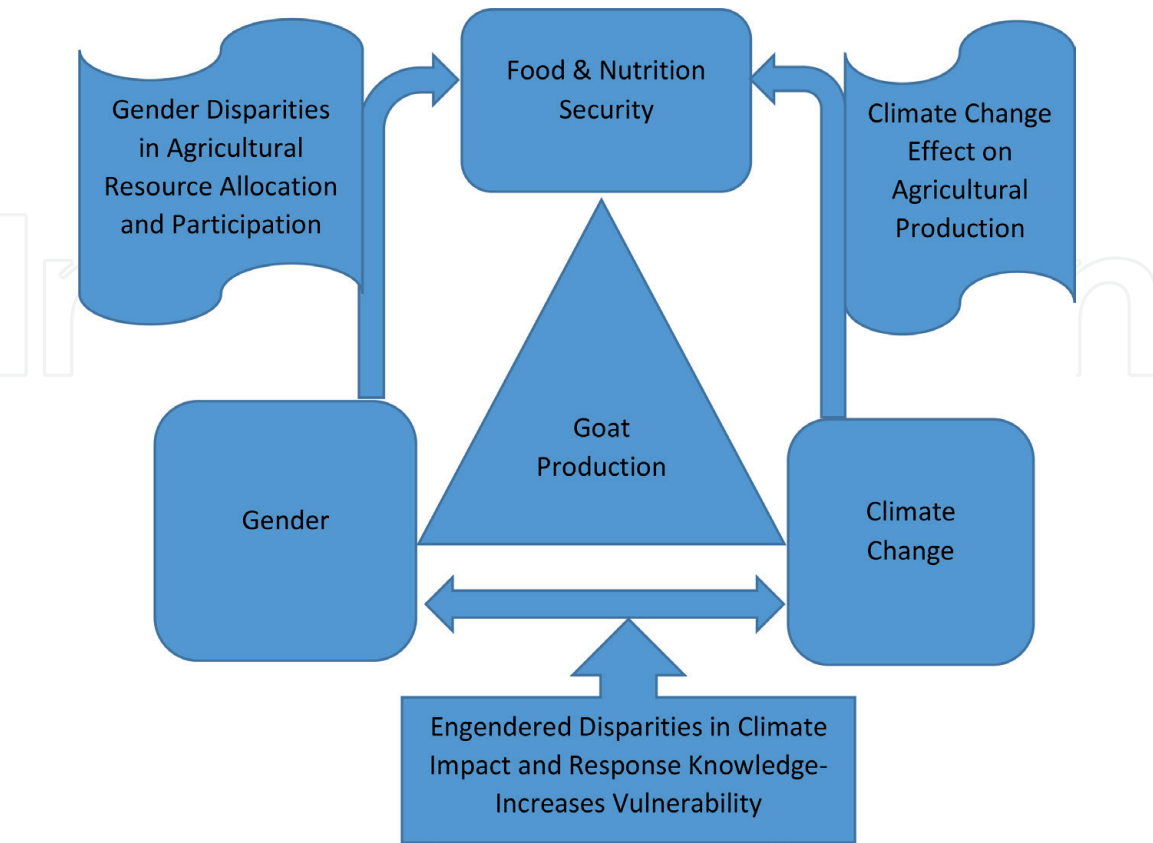 Food & Nutrition
Security
Gender Disparities
in Agricultural
Resource Allocation
and Participation
Climate Change
Effect on
Agricultural
Production
Goat
Production
Gender
Climate
Change
Engendered Disparities in Climate
Impact and Response Knowledge-
Increases Vulnerability